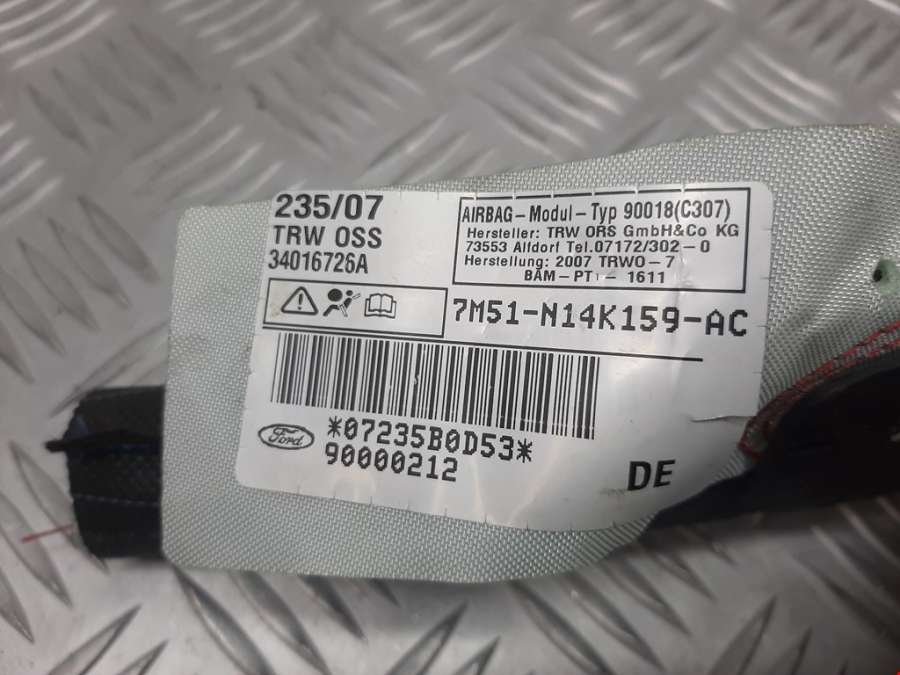 235/07
TRW OSS
34016726A
AIRBAG-Modul-Typ 90018(C307)
Hersteller: TRW ORS GmbH&Co KG
73553 Alfdorf Tel.07172/302-0
Herstellung: 2007 TRWO-7
BAM-PT1- 1611
7M51-N14K159-AC
Ford
*07235B0D53*
90000212
DE